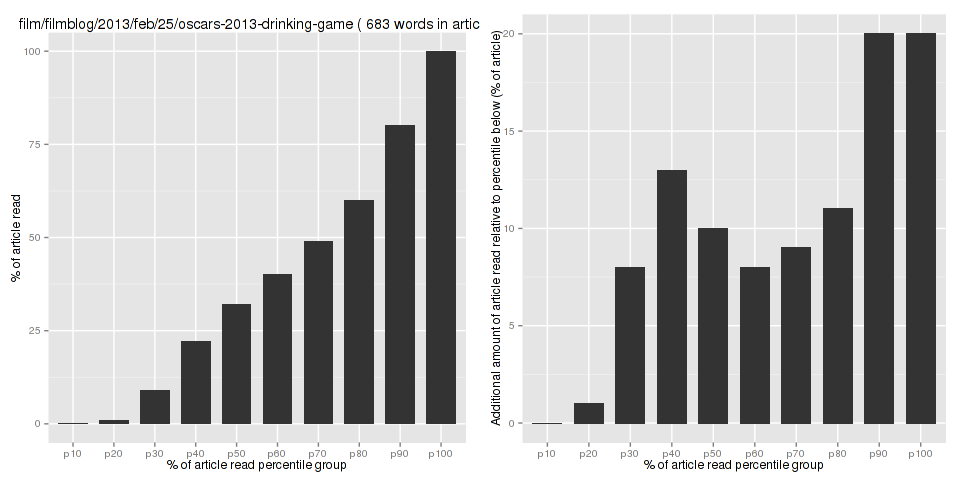 film/filmblog/2013/feb/25/oscars-2013-drinking-game ( 683 words in artic
% of article read
100
75
50
25
0
p10 p20 p30 p40 p50 p60 p70 p80 p90 p100
% of article read percentile group
Additional amount of article read relative to percentile below (% of article)
20
15
10
5
0
p10 p20 p30 p40 p50 p60 p70 p80 p90 p100
% of article read percentile group